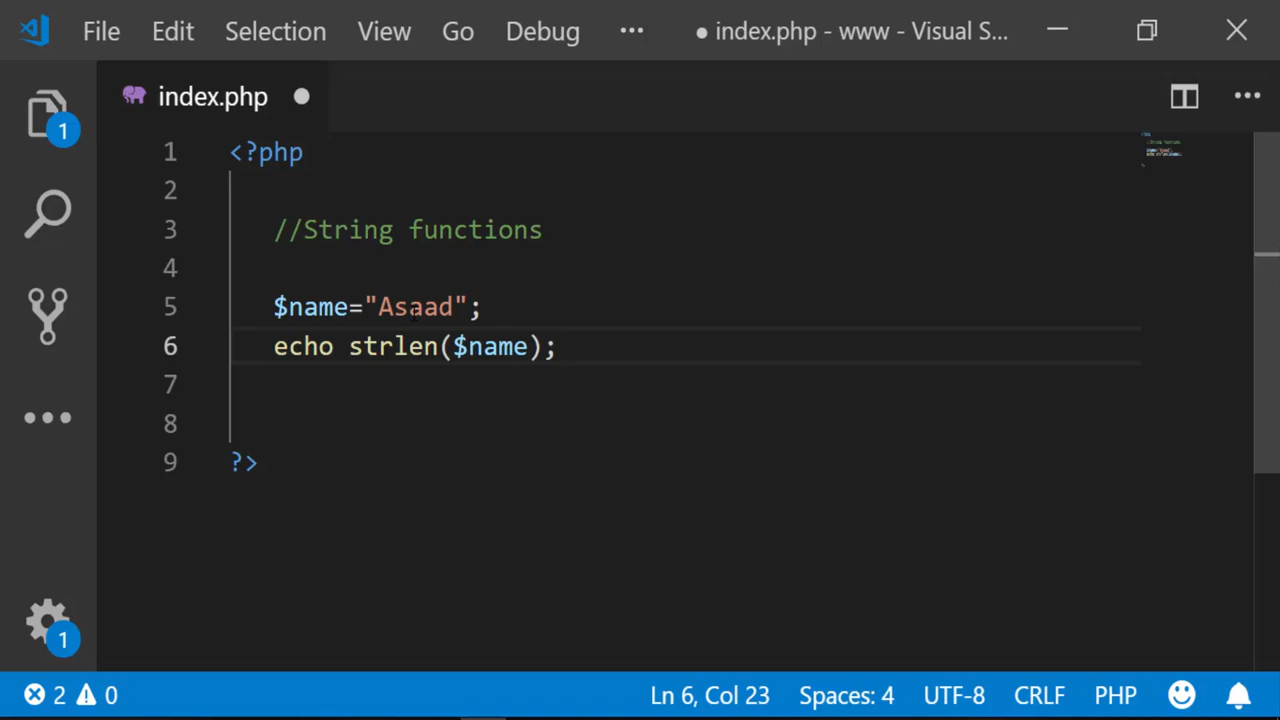 File Edit Selection View Go Debug ··· ● index.php - www - Visual S...
index.php ●
1
1 <?php
2
3 //String functions
4
5 $name="Asaad";
6 echo strlen($name);
7
8
9 ?>
1
2 0 Ln 6, Col 23 Spaces: 4 UTF-8 CRLF PHP